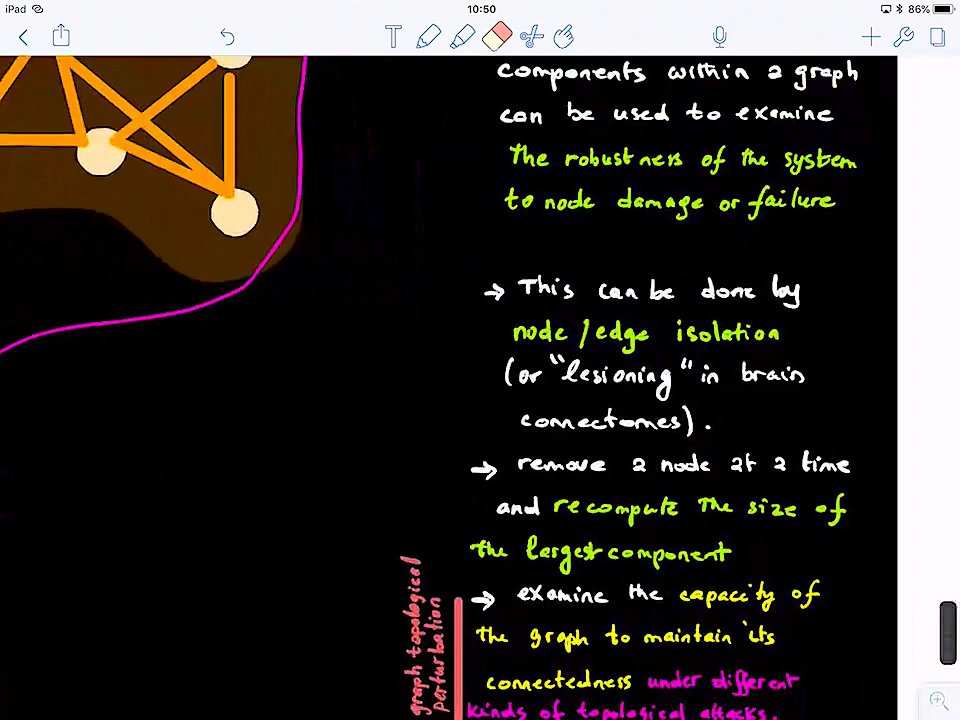 iPad
10:50
86%
T
components within a graph
can be used to examine
the robustness of the system
to node damage or failure
→ This can be done by
node/edge isolation
(or "lesioning" in brain
connectomes).
→ remove a node at a time
and recompute the size of
the largest component
→ examine the capacity of
the graph to maintain its
connectedness under different
kinds of topological attacks.
graph topological
perturbation